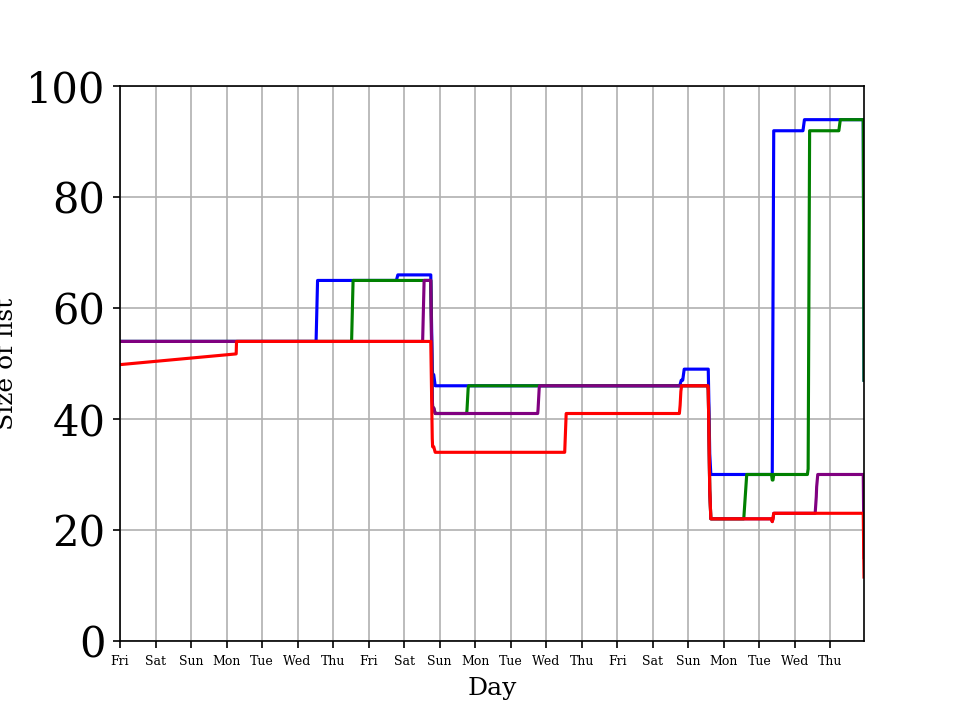 100
80
60
40
20
0
Size of list
Fri Sat Sun Mon Tue Wed Thu Fri Sat Sun Mon Tue Wed Thu Fri Sat Sun Mon Tue Wed Thu
Day